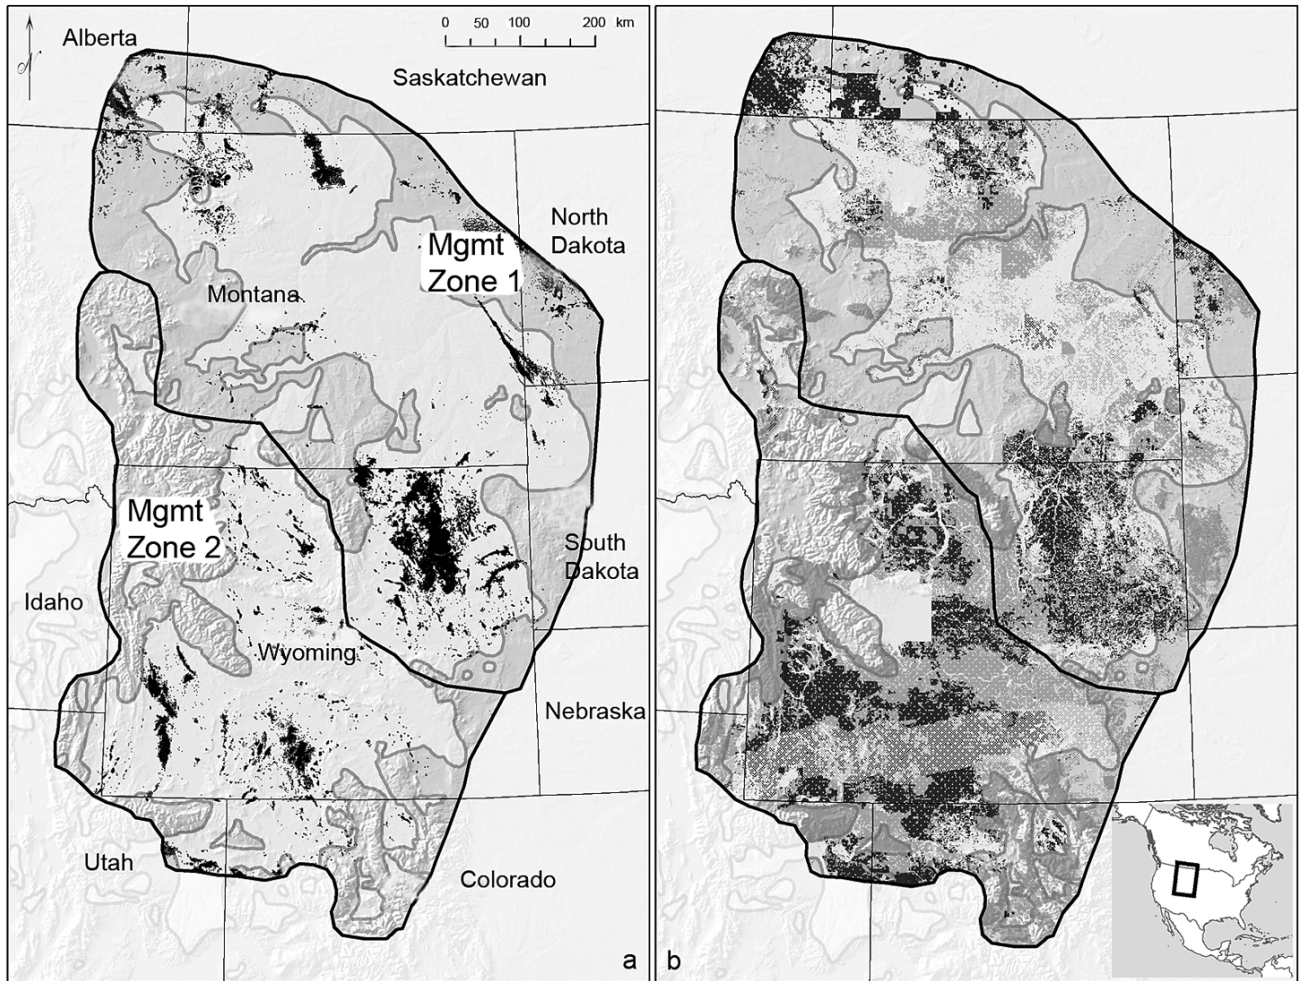 Alberta
0 50 100 200 km
Saskatchewan
N
North
Dakota
Mgmt
Zone 1
Montana
Mgmt
Zone 2
South
Dakota
Idaho
Wyoming
Nebraska
Utah
Colorado
a
b